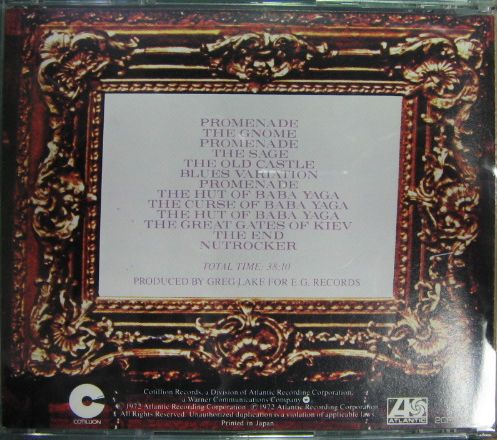 PROMENADE
THE GNOME
PROMENADE
THE SAGE
THE OLD CASTLE
BLUES VARIATION
PROMENADE
THE HUT OF BABA YAGA
THE CURSE OF BABA YAGA
THE HUT OF BABA YAGA
THE GREAT GATES OF KIEV
THE END
NUTROCKER
TOTAL TIME: 38:10
PRODUCED BY GREG LAKE FOR E.G. RECORDS
Cotillion Records, a Division of Atlantic Recording Corporation,
a Warner Communications Company
© 1972 Atlantic Recording Corporation ℗ 1972 Atlantic Recording Corporation
All Rights Reserved. Unauthorized duplication is a violation of applicable laws.
Printed in Japan
COTILLION
ATLANTIC